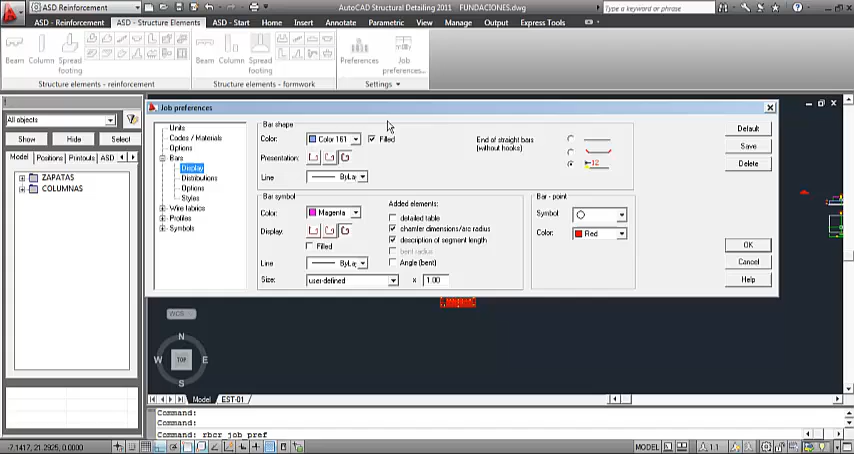 ASD Reinforcement
AutoCAD Structural Detailing 2011 FUNDACIONES.dwg
Type a keyword or phrase
ASD - Reinforcement
ASD - Structure Elements
ASD - Start
Home
Insert
Annotate
Parametric
View
Manage
Output
Express Tools
Beam
Column
Spread footing
Beam
Column
Spread footing
Preferences
Job preferences...
Structure elements - reinforcement
Structure elements - formwork
Settings
All objects
Show
Hide
Select
Model
Positions
Printouts
ASD
ZAPATAS
COLUMNAS
Job preferences
Units
Codes / Materials
Options
Bars
Display
Distributions
Options
Styles
Wire fabrics
Profiles
Symbols
Bar shape
Color:
Color 161
Filled
Presentation:
Line
ByLa
End of straight bars
(without hooks)
12
Bar symbol
Color:
Magenta
Display:
Filled
Line
ByLa
Size:
user-defined
x
1.00
Added elements:
detailed table
chamfer dimensions/arc radius
description of segment length
bent radius
Angle (bent)
Bar - point
Symbol
Color:
Red
Default
Save
Delete
OK
Cancel
Help
WCS
N
W
TOP
E
S
Model
EST-01
Command:
Command:
Command: rbcr_job_pref
-7.1417, 21.2925, 0.0000
MODEL
1:1